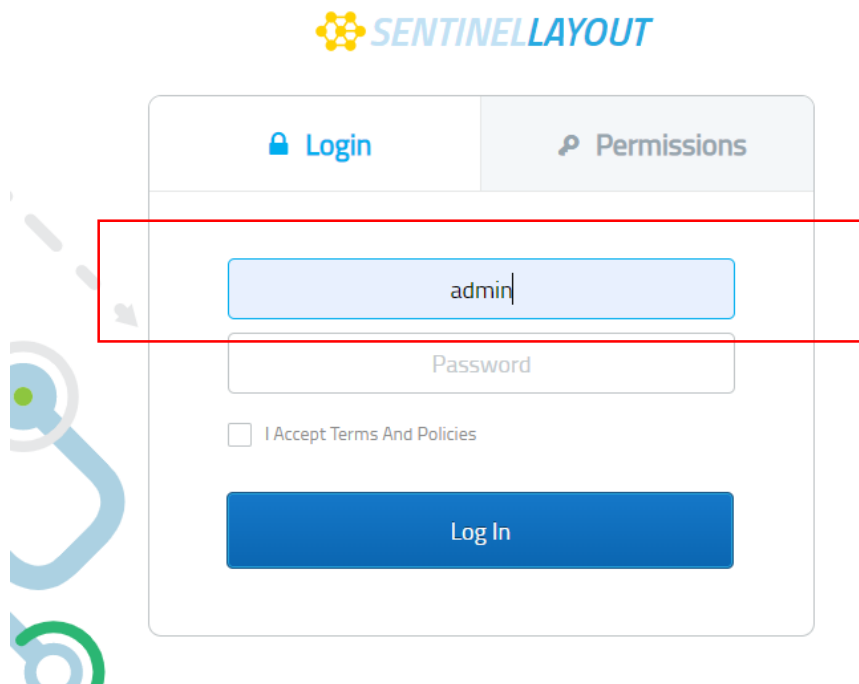 SENTINELLAYOUT
Login Permissions
admin
Password
I Accept Terms And Policies
Log In